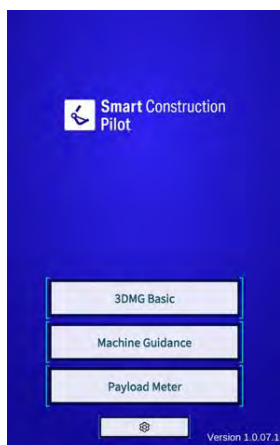 Smart Construction
Pilot
3DMG Basic
Machine Guidance
Payload Meter
Version 1.0.07.1